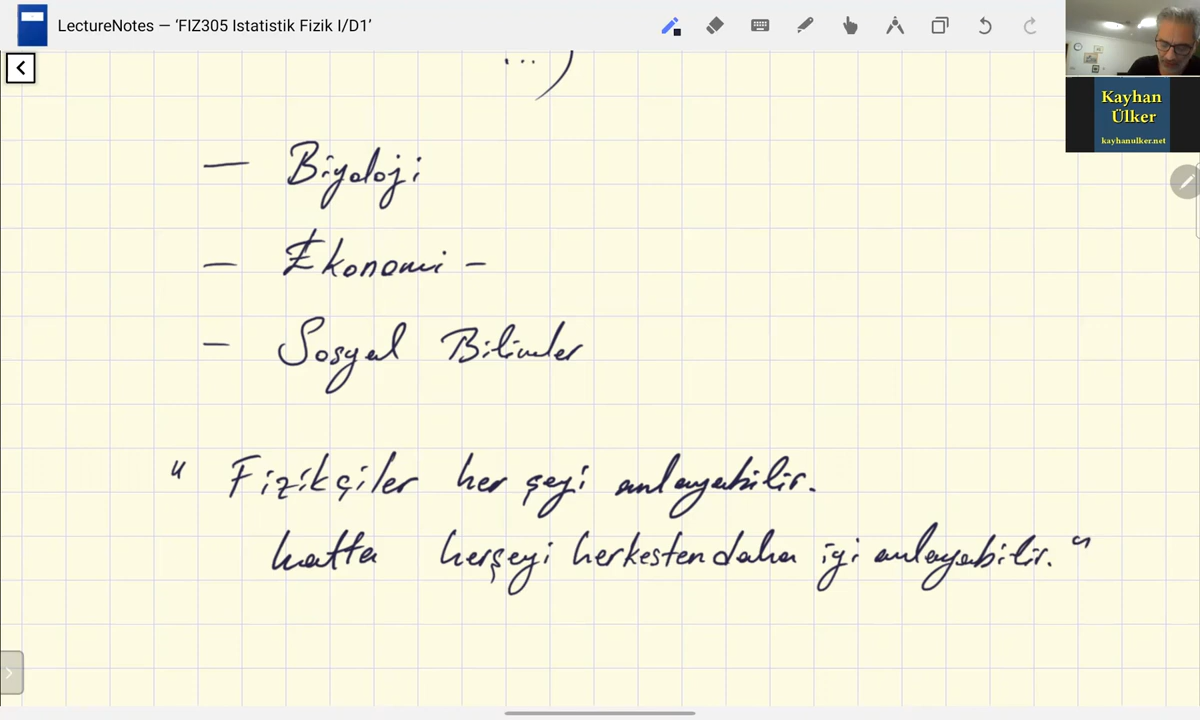 LectureNotes — ‘FIZ305 Istatistik Fizik I/D1’
... )
Kayhan
Ülker
kayhanulker.net
— Biyoloji
— Ekonomi –
— Sosyal Bilimler
" Fizikçiler her şeyi anlayabilir.
hatta herşeyi herkesten daha iyi anlayabilir. "